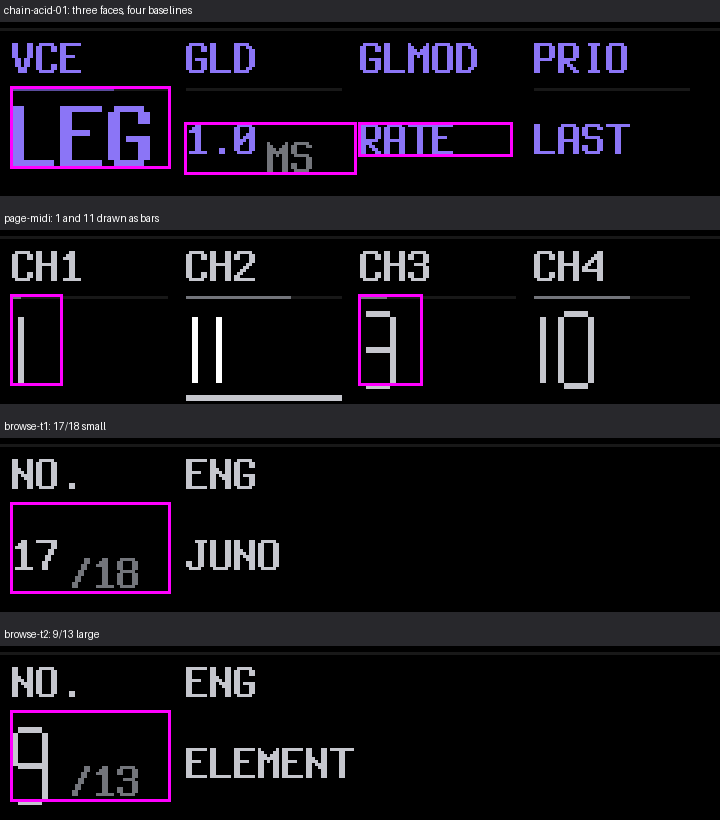 chain-acid-01: three faces, four baselines
VCE GLD GLMOD PRIO
LEG 1.0 MS RATE LAST
page-midi: 1 and 11 drawn as bars
CH1 CH2 CH3 CH4
1 11 3 10
browse-t1: 17/18 small
NO. ENG
17 /18 JUNO
browse-t2: 9/13 large
NO. ENG
9 /13 ELEMENT